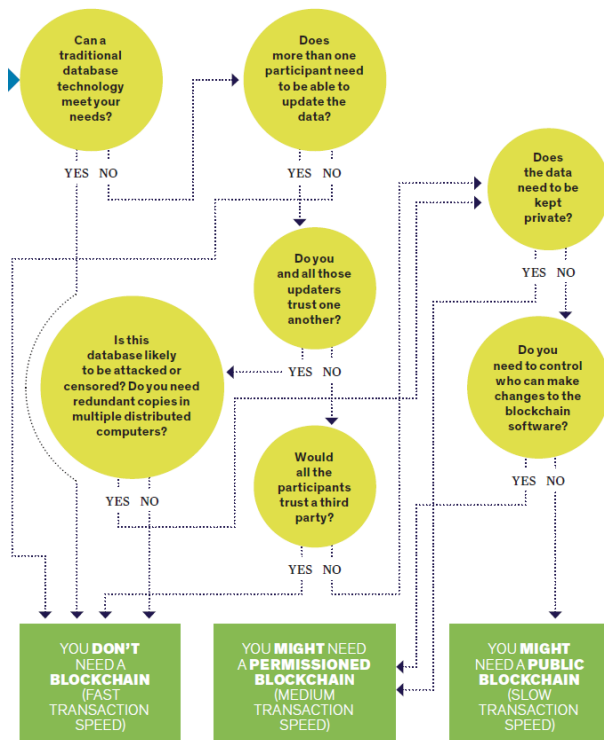 Can a
traditional
database
technology
meet your
needs?
YES NO
Does
more than one
participant need
to be able to
update the
data?
YES NO
Do you
and all those
updaters
trust one
another?
YES NO
Is this
database likely
to be attacked or
censored? Do you need
redundant copies in
multiple distributed
computers?
YES NO
Would
all the
participants
trust a third
party?
YES NO
Does
the data
need to be
kept
private?
YES NO
Do you
need to control
who can make
changes to the
blockchain
software?
YES NO
YOU DON'T
NEED A
BLOCKCHAIN
(FAST
TRANSACTION
SPEED)
YOU MIGHT NEED
A PERMISSIONED
BLOCKCHAIN
(MEDIUM
TRANSACTION
SPEED)
YOU MIGHT
NEED A PUBLIC
BLOCKCHAIN
(SLOW
TRANSACTION
SPEED)